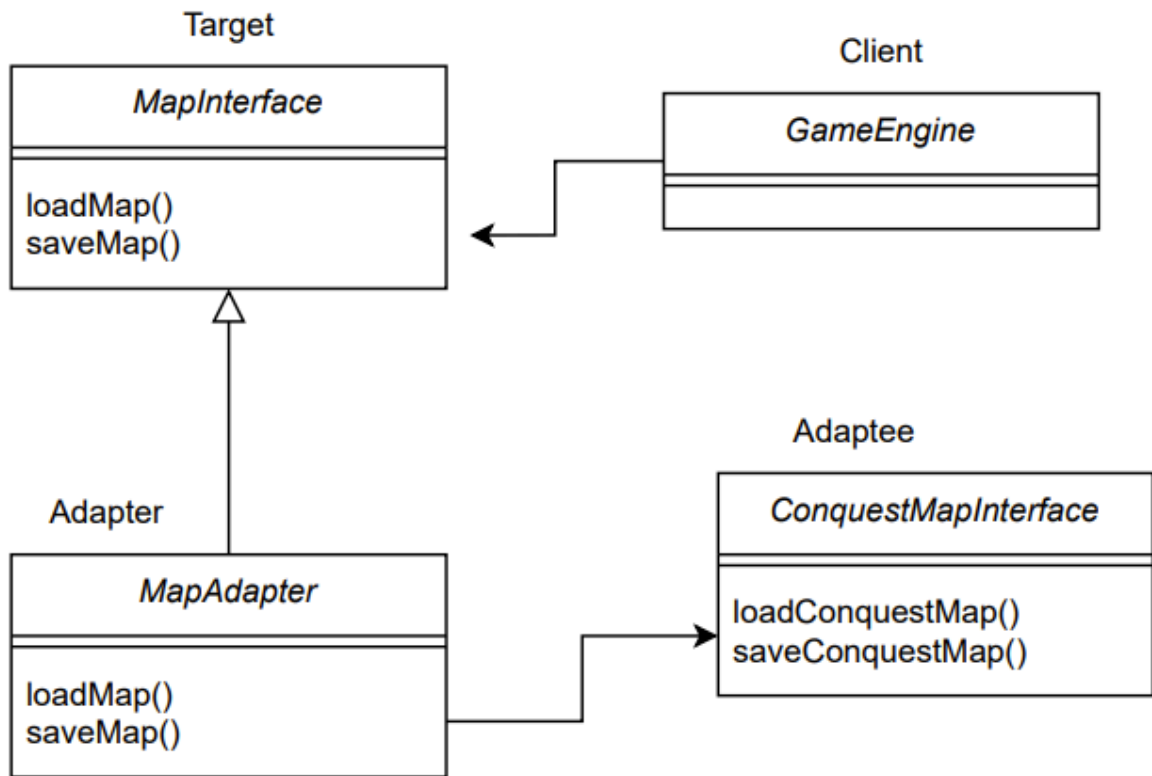 Target
MapInterface
loadMap()
saveMap()
Client
GameEngine
Adapter
MapAdapter
loadMap()
saveMap()
Adaptee
ConquestMapInterface
loadConquestMap()
saveConquestMap()